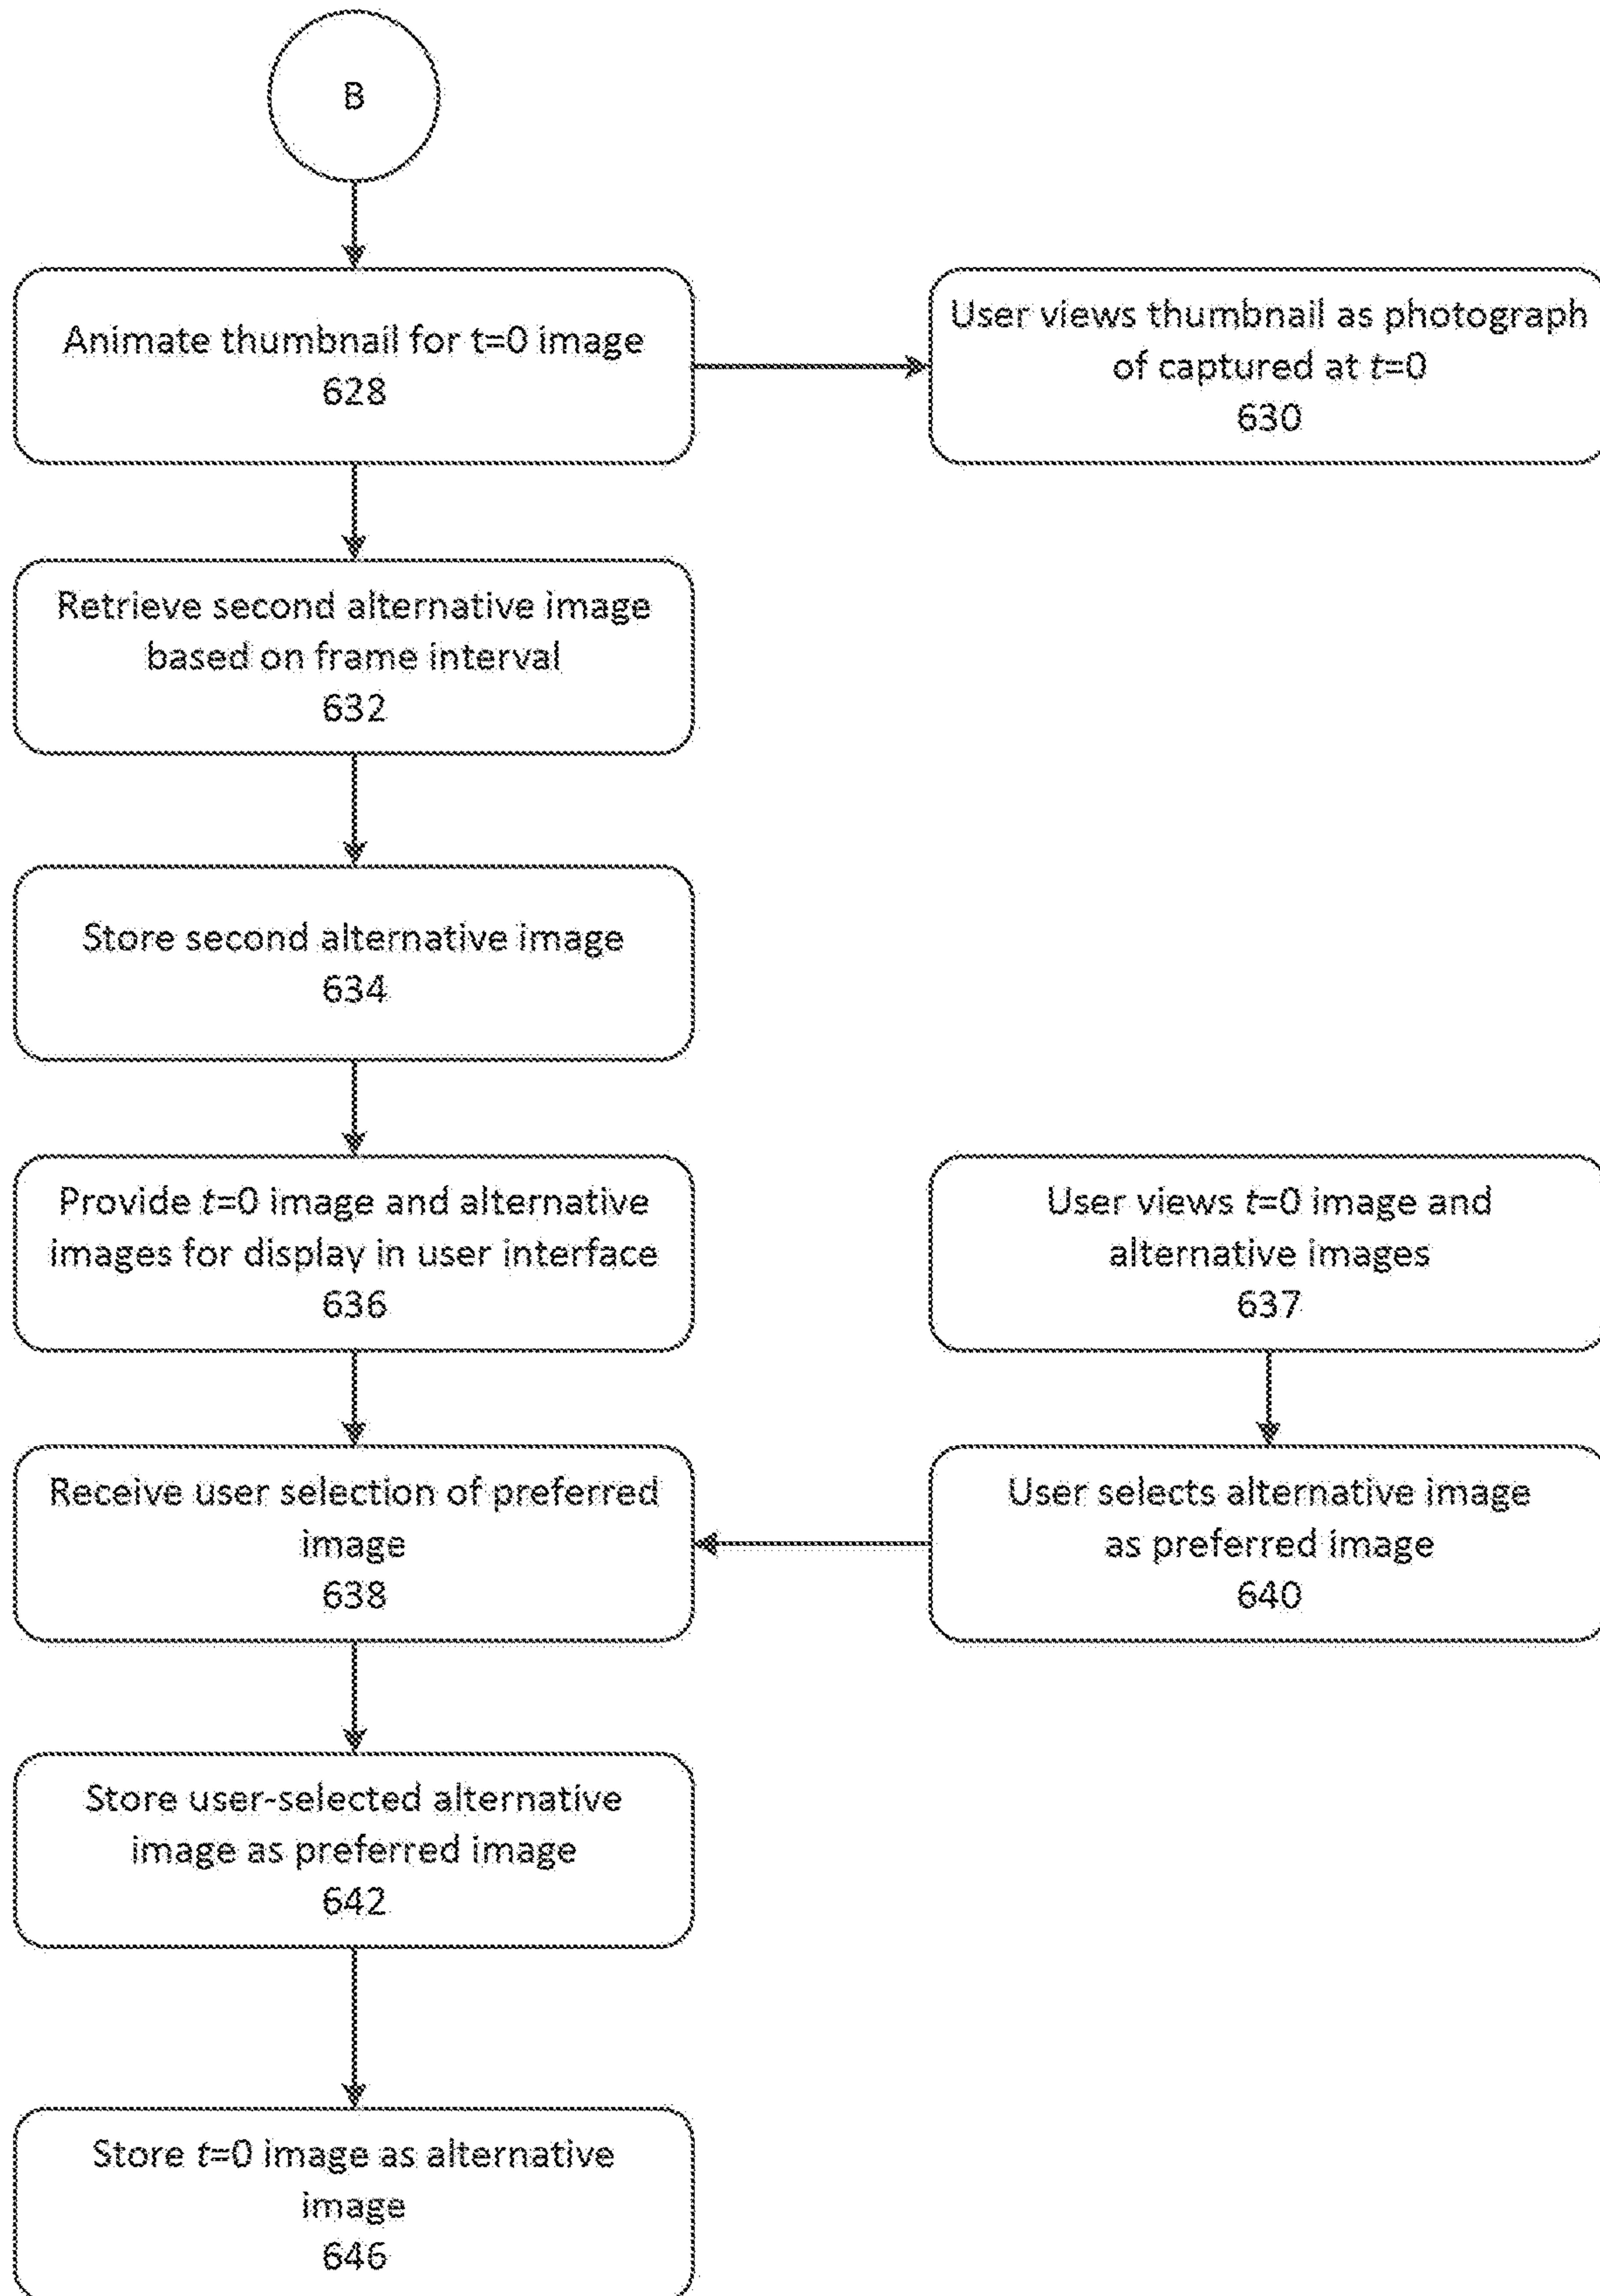 B
Animate thumbnail for t=0 image
628
User views thumbnail as photograph
of captured at t=0
630
Retrieve second alternative image
based on frame interval
632
Store second alternative image
634
Provide t=0 image and alternative
images for display in user interface
636
User views t=0 image and
alternative images
637
Receive user selection of preferred
image
638
User selects alternative image
as preferred image
640
Store user-selected alternative
image as preferred image
642
Store t=0 image as alternative
image
646